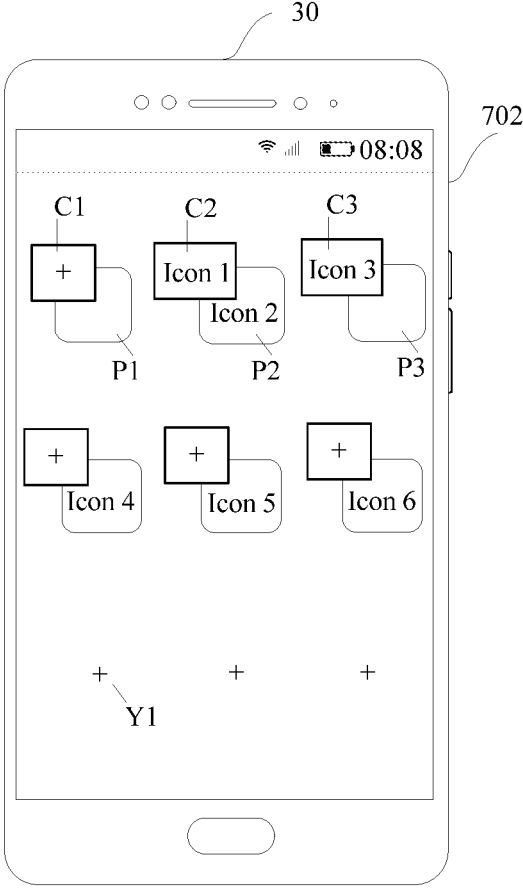 30
702
08:08
C1
C2
C3
+
Icon 1
Icon 3
Icon 2
P1
P2
P3
+
+
+
Icon 4
Icon 5
Icon 6
+
+
+
Y1